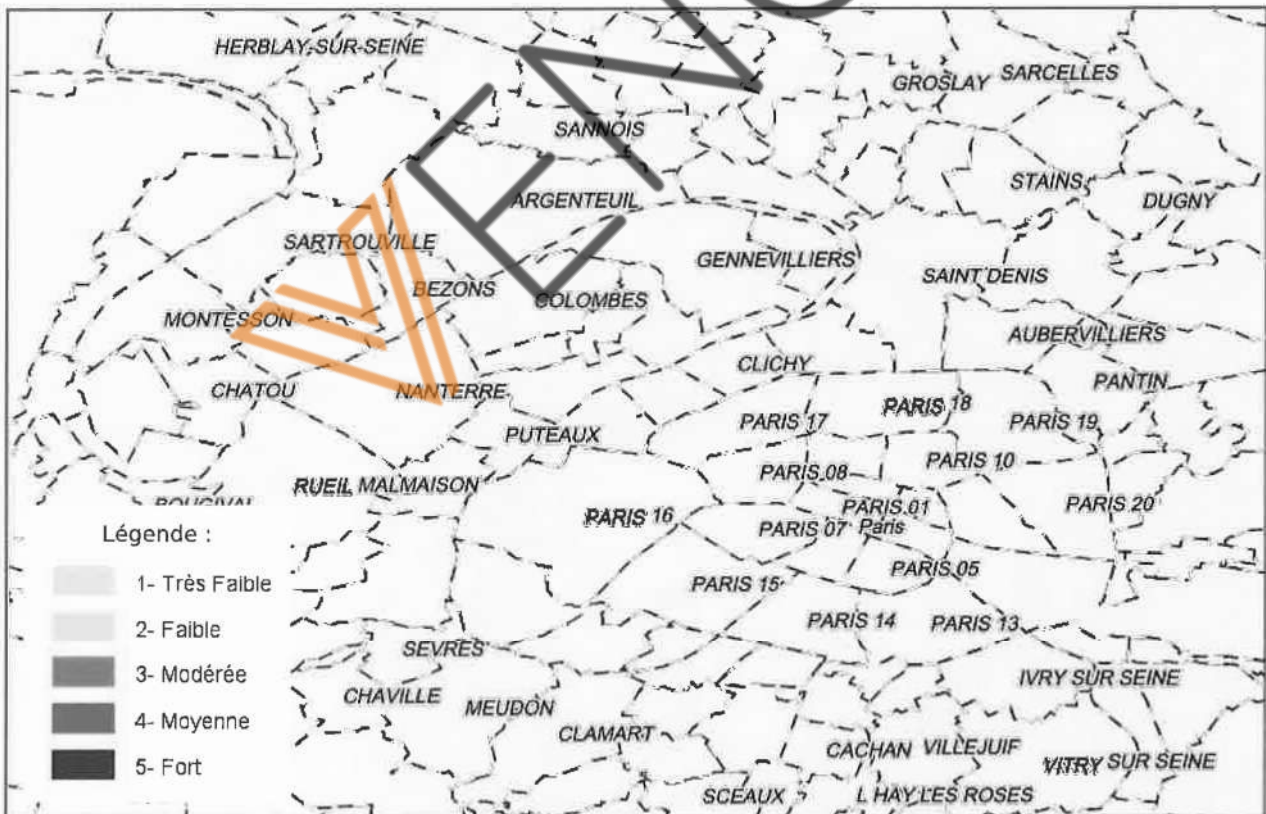 HERBLAY-SUR-SEINE
GROSLAY
SARCELLES
SANNOIS
STAINS
ARGENTEUIL
DUGNY
SARTROUVILLE
GENNEVILLIERS
SAINT DENIS
BEZONS
COLOMBES
MONTESSON
AUBERVILLIERS
CLICHY
CHATOU
NANTERRE
PANTIN
PARIS 18
PARIS 17
PARIS 19
PUTEAUX
PARIS 10
PARIS 08
RUEIL MALMAISON
PARIS 20
BOUGIVAL
PARIS 16
PARIS 01
PARIS 07
Paris
PARIS 05
PARIS 15
PARIS 14
PARIS 13
SEVRES
IVRY SUR SEINE
CHAVILLE
MEUDON
CLAMART
CACHAN
VILLEJUIF
VITRY SUR SEINE
SCEAUX
L HAY LES ROSES
Légende :
1- Très Faible
2- Faible
3- Modérée
4- Moyenne
5- Fort